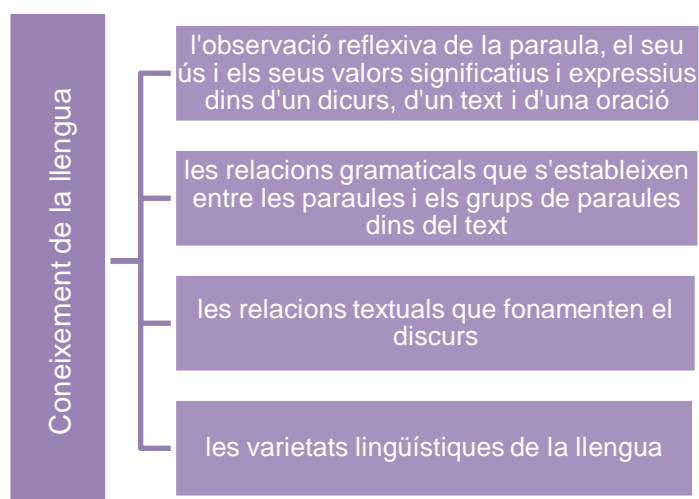 Coneixement de la llengua
l'observació reflexiva de la paraula, el seu
ús i els seus valors significatius i expressius
dins d'un dicurs, d'un text i d'una oració
les relacions gramaticals que s'estableixen
entre les paraules i els grups de paraules
dins del text
les relacions textuals que fonamenten el
discurs
les varietats lingüístiques de la llengua